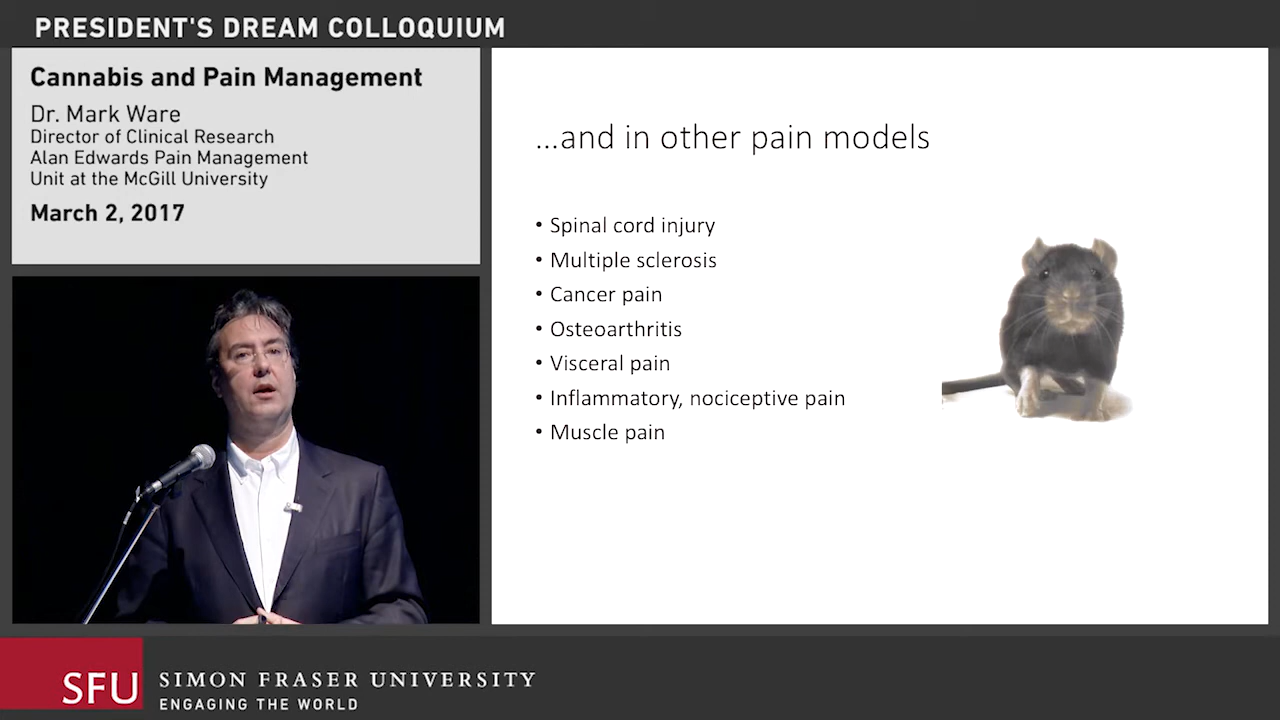 PRESIDENT'S DREAM COLLOQUIUM
Cannabis and Pain Management
Dr. Mark Ware
Director of Clinical Research
Alan Edwards Pain Management
Unit at the McGill University
March 2, 2017
...and in other pain models
• Spinal cord injury
• Multiple sclerosis
• Cancer pain
• Osteoarthritis
• Visceral pain
• Inflammatory, nociceptive pain
• Muscle pain
SFU
SIMON FRASER UNIVERSITY
ENGAGING THE WORLD